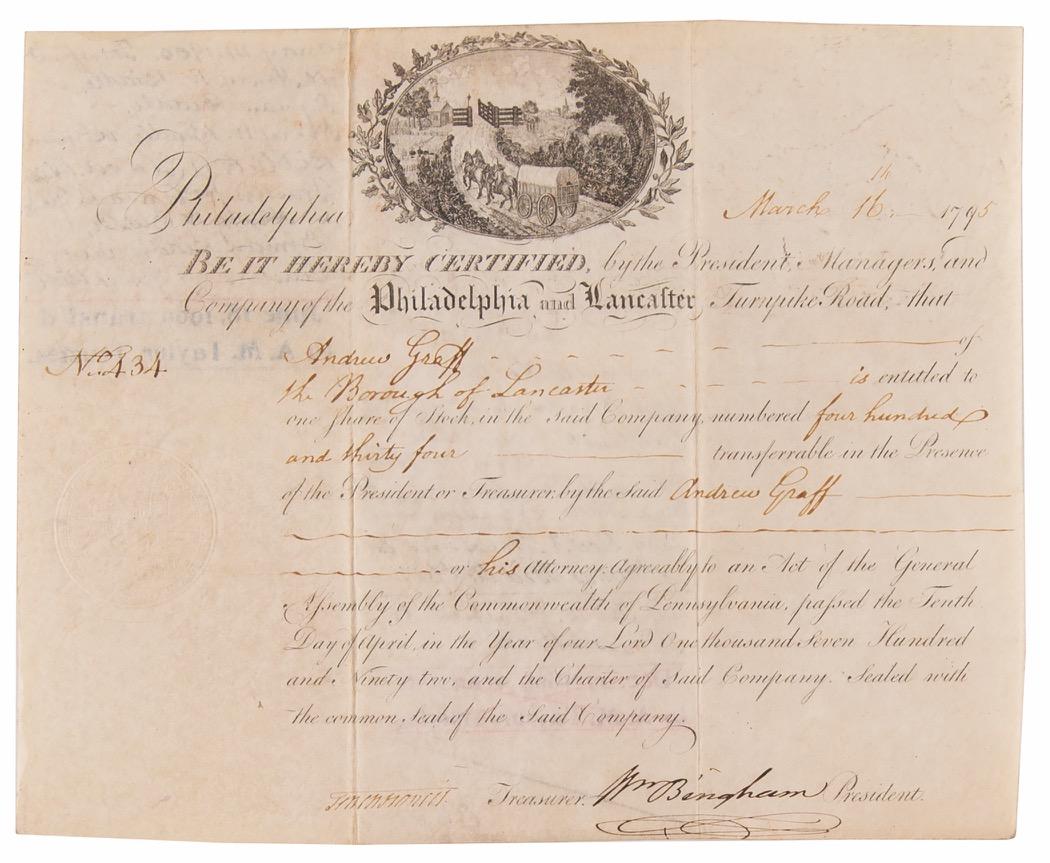 Philadelphia March 16th 1795
BE IT HEREBY CERTIFIED, by the President, Managers, and
Company of the Philadelphia and Lancaster Turnpike Road, that
No. 434
Andrew Graff of
the Borough of Lancaster is entitled to
one Share of Stock, in the Said Company, numbered four hundred
and thirty four transferrable in the Presence
of the President or Treasurer, by the Said Andrew Graff
or his Attorney. Agreeably to an Act of the General
Assembly of the Commonwealth of Pennsylvania, passed the Tenth
Day of April, in the Year of our Lord One thousand Seven Hundred
and Ninety two, and the Charter of Said Company. Sealed with
the common Seal of the Said Company.
Treasurer. Wm Bingham President.